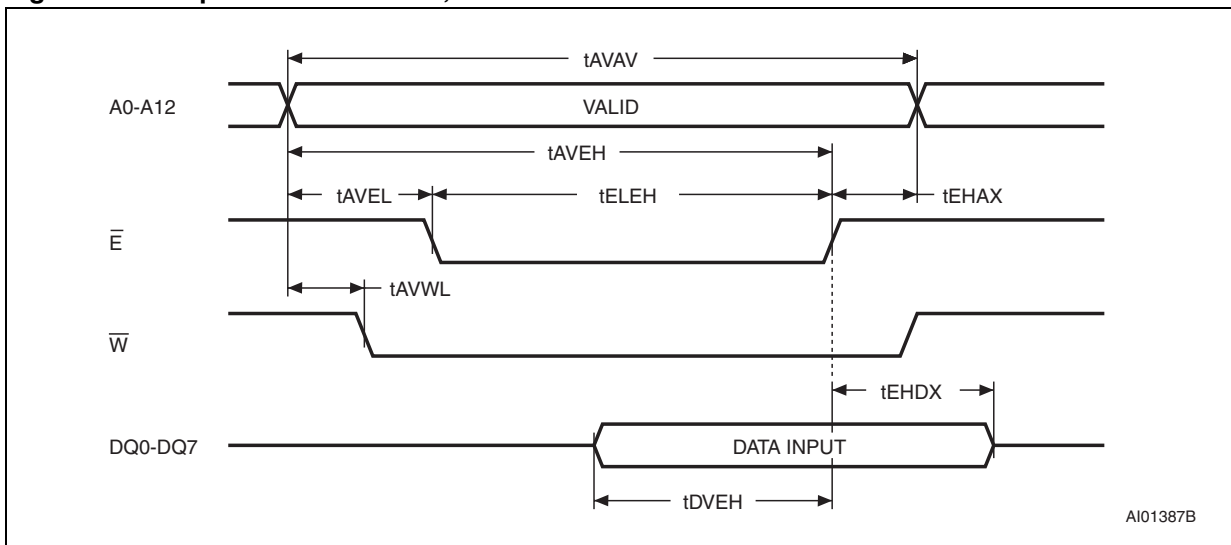 tAVAV
A0-A12
VALID
tAVEH
tAVEL
tELEH
tEHAX
E̅
tAVWL
W̅
tEHDX
DQ0-DQ7
DATA INPUT
tDVEH
AI01387B